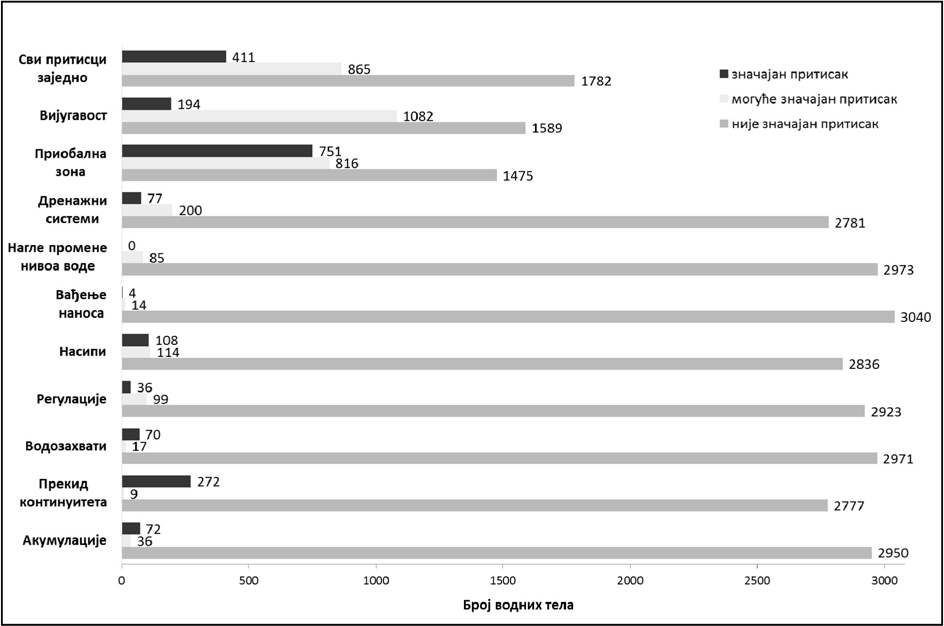 Сви притисци
заједно
411
865
1782
значајан притисак
могуће значајан притисак
није значајан притисак
Вијугавост
194
1082
1589
Приобална
зона
751
816
1475
Дренажни
системи
77
200
2781
Нагле промене
нивоа воде
0
85
2973
Вађење
наноса
4
14
3040
Насипи
108
114
2836
Регулације
36
99
2923
Водозахвати
70
17
2971
Прекид
континуитета
272
9
2777
Акумулације
72
36
2950
0 500 1000 1500 2000 2500 3000
Број водних тела